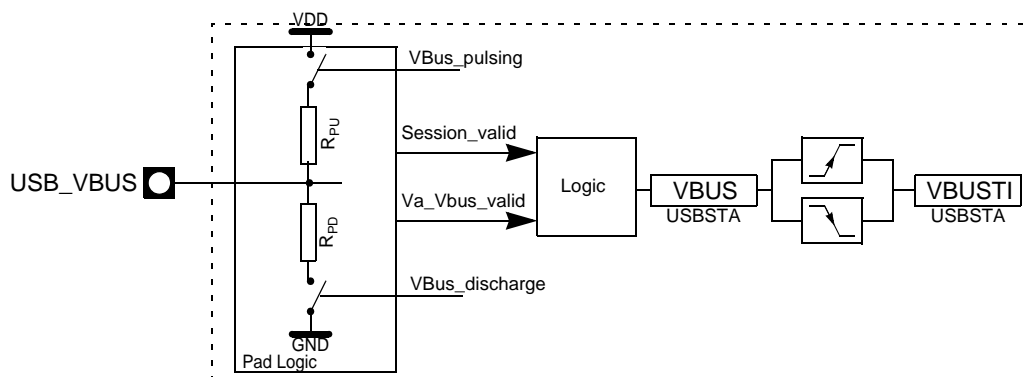 VDD
VBus_pulsing
RPU
Session_valid
USB_VBUS
Logic
VBUS
USBSTA
VBUSTI
USBSTA
Va_Vbus_valid
RPD
VBus_discharge
GND
Pad Logic